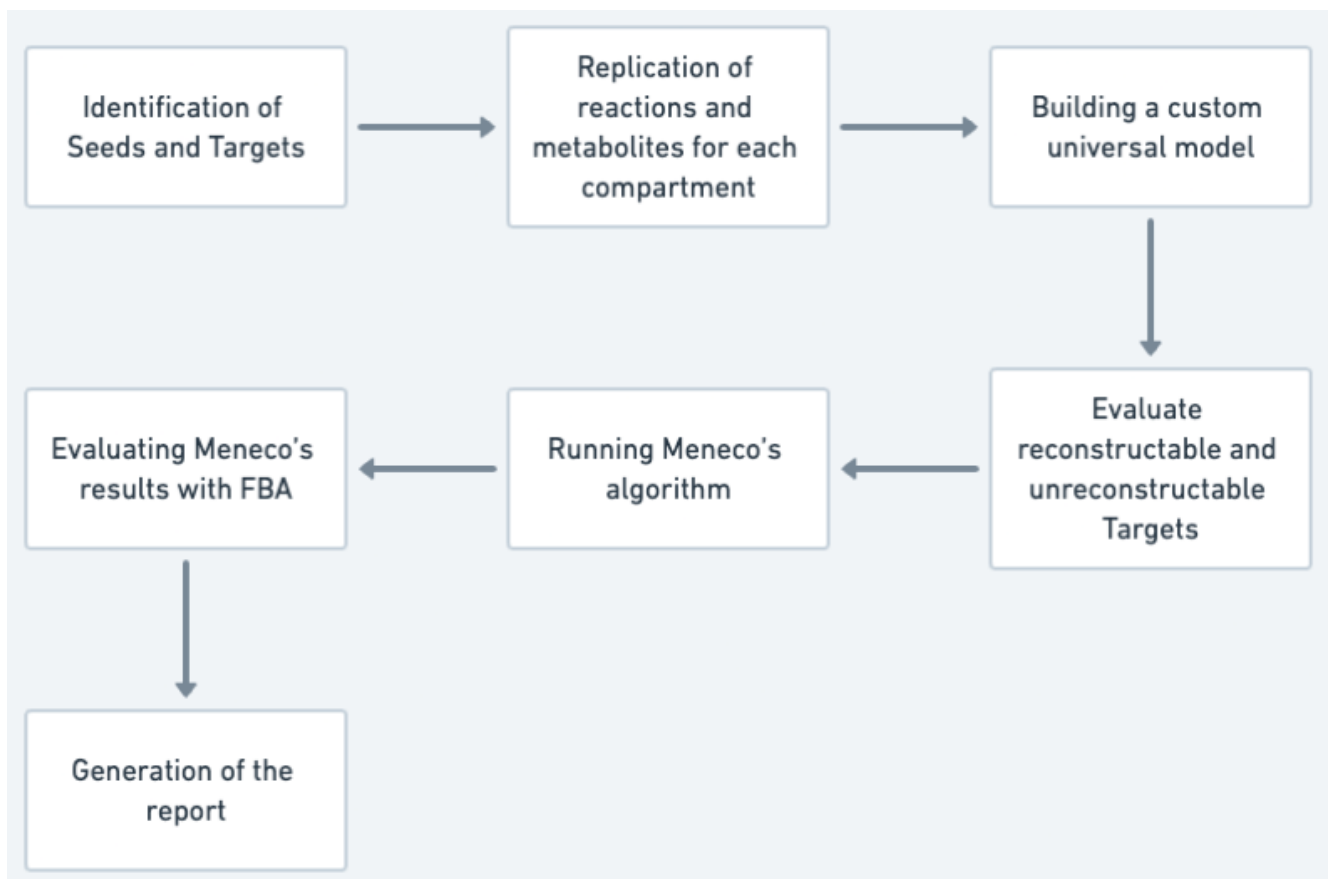 Identification of
Seeds and Targets
Replication of
reactions and
metabolites for each
compartment
Building a custom
universal model
Evaluate
reconstructable and
unreconstructable
Targets
Running Meneco's
algorithm
Evaluating Meneco's
results with FBA
Generation of the
report